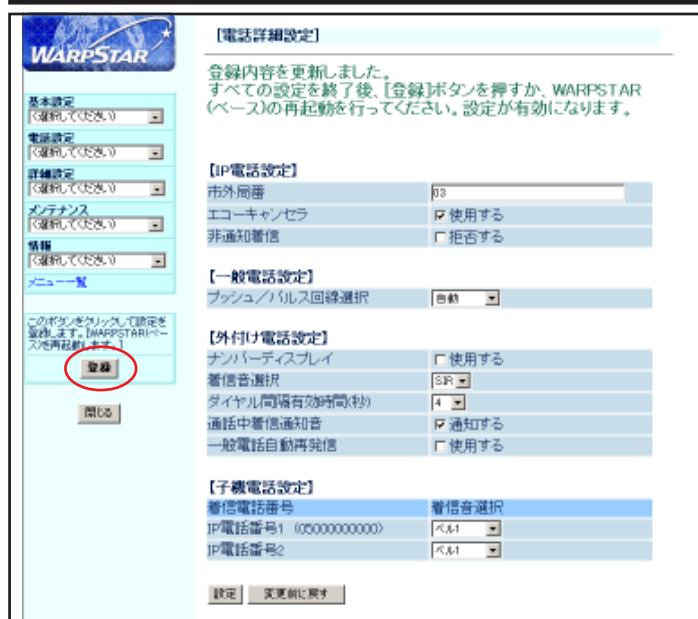 WARPSTAR
基本設定
(選択してください)
電話設定
(選択してください)
詳細設定
(選択してください)
メンテナンス
(選択してください)
情報
(選択してください)
メニュー一覧
このボタンをクリックして設定を
登録します。[WARPSTAR(ベー
ス)を再起動します。]
登録
閉じる
【電話詳細設定】
登録内容を更新しました。
すべての設定を終了後、[登録]ボタンを押すか、WARPSTAR
(ベース)の再起動を行ってください。設定が有効になります。
【IP電話設定】
市外局番 03
エコーキャンセラ 使用する
非通知着信 拒否する
【一般電話設定】
プッシュ/パルス回線選択 自動
【外付け電話設定】
ナンバーディスプレイ 使用する
着信音選択 SIR
ダイヤル間隔有効時間(秒) 4
通話中着信通知音 通知する
一般電話自動再発信 使用する
【子機電話設定】
着信電話番号 着信音選択
IP電話番号1 (05000000000) ベル1
IP電話番号2 ベル1
設定 変更前に戻す